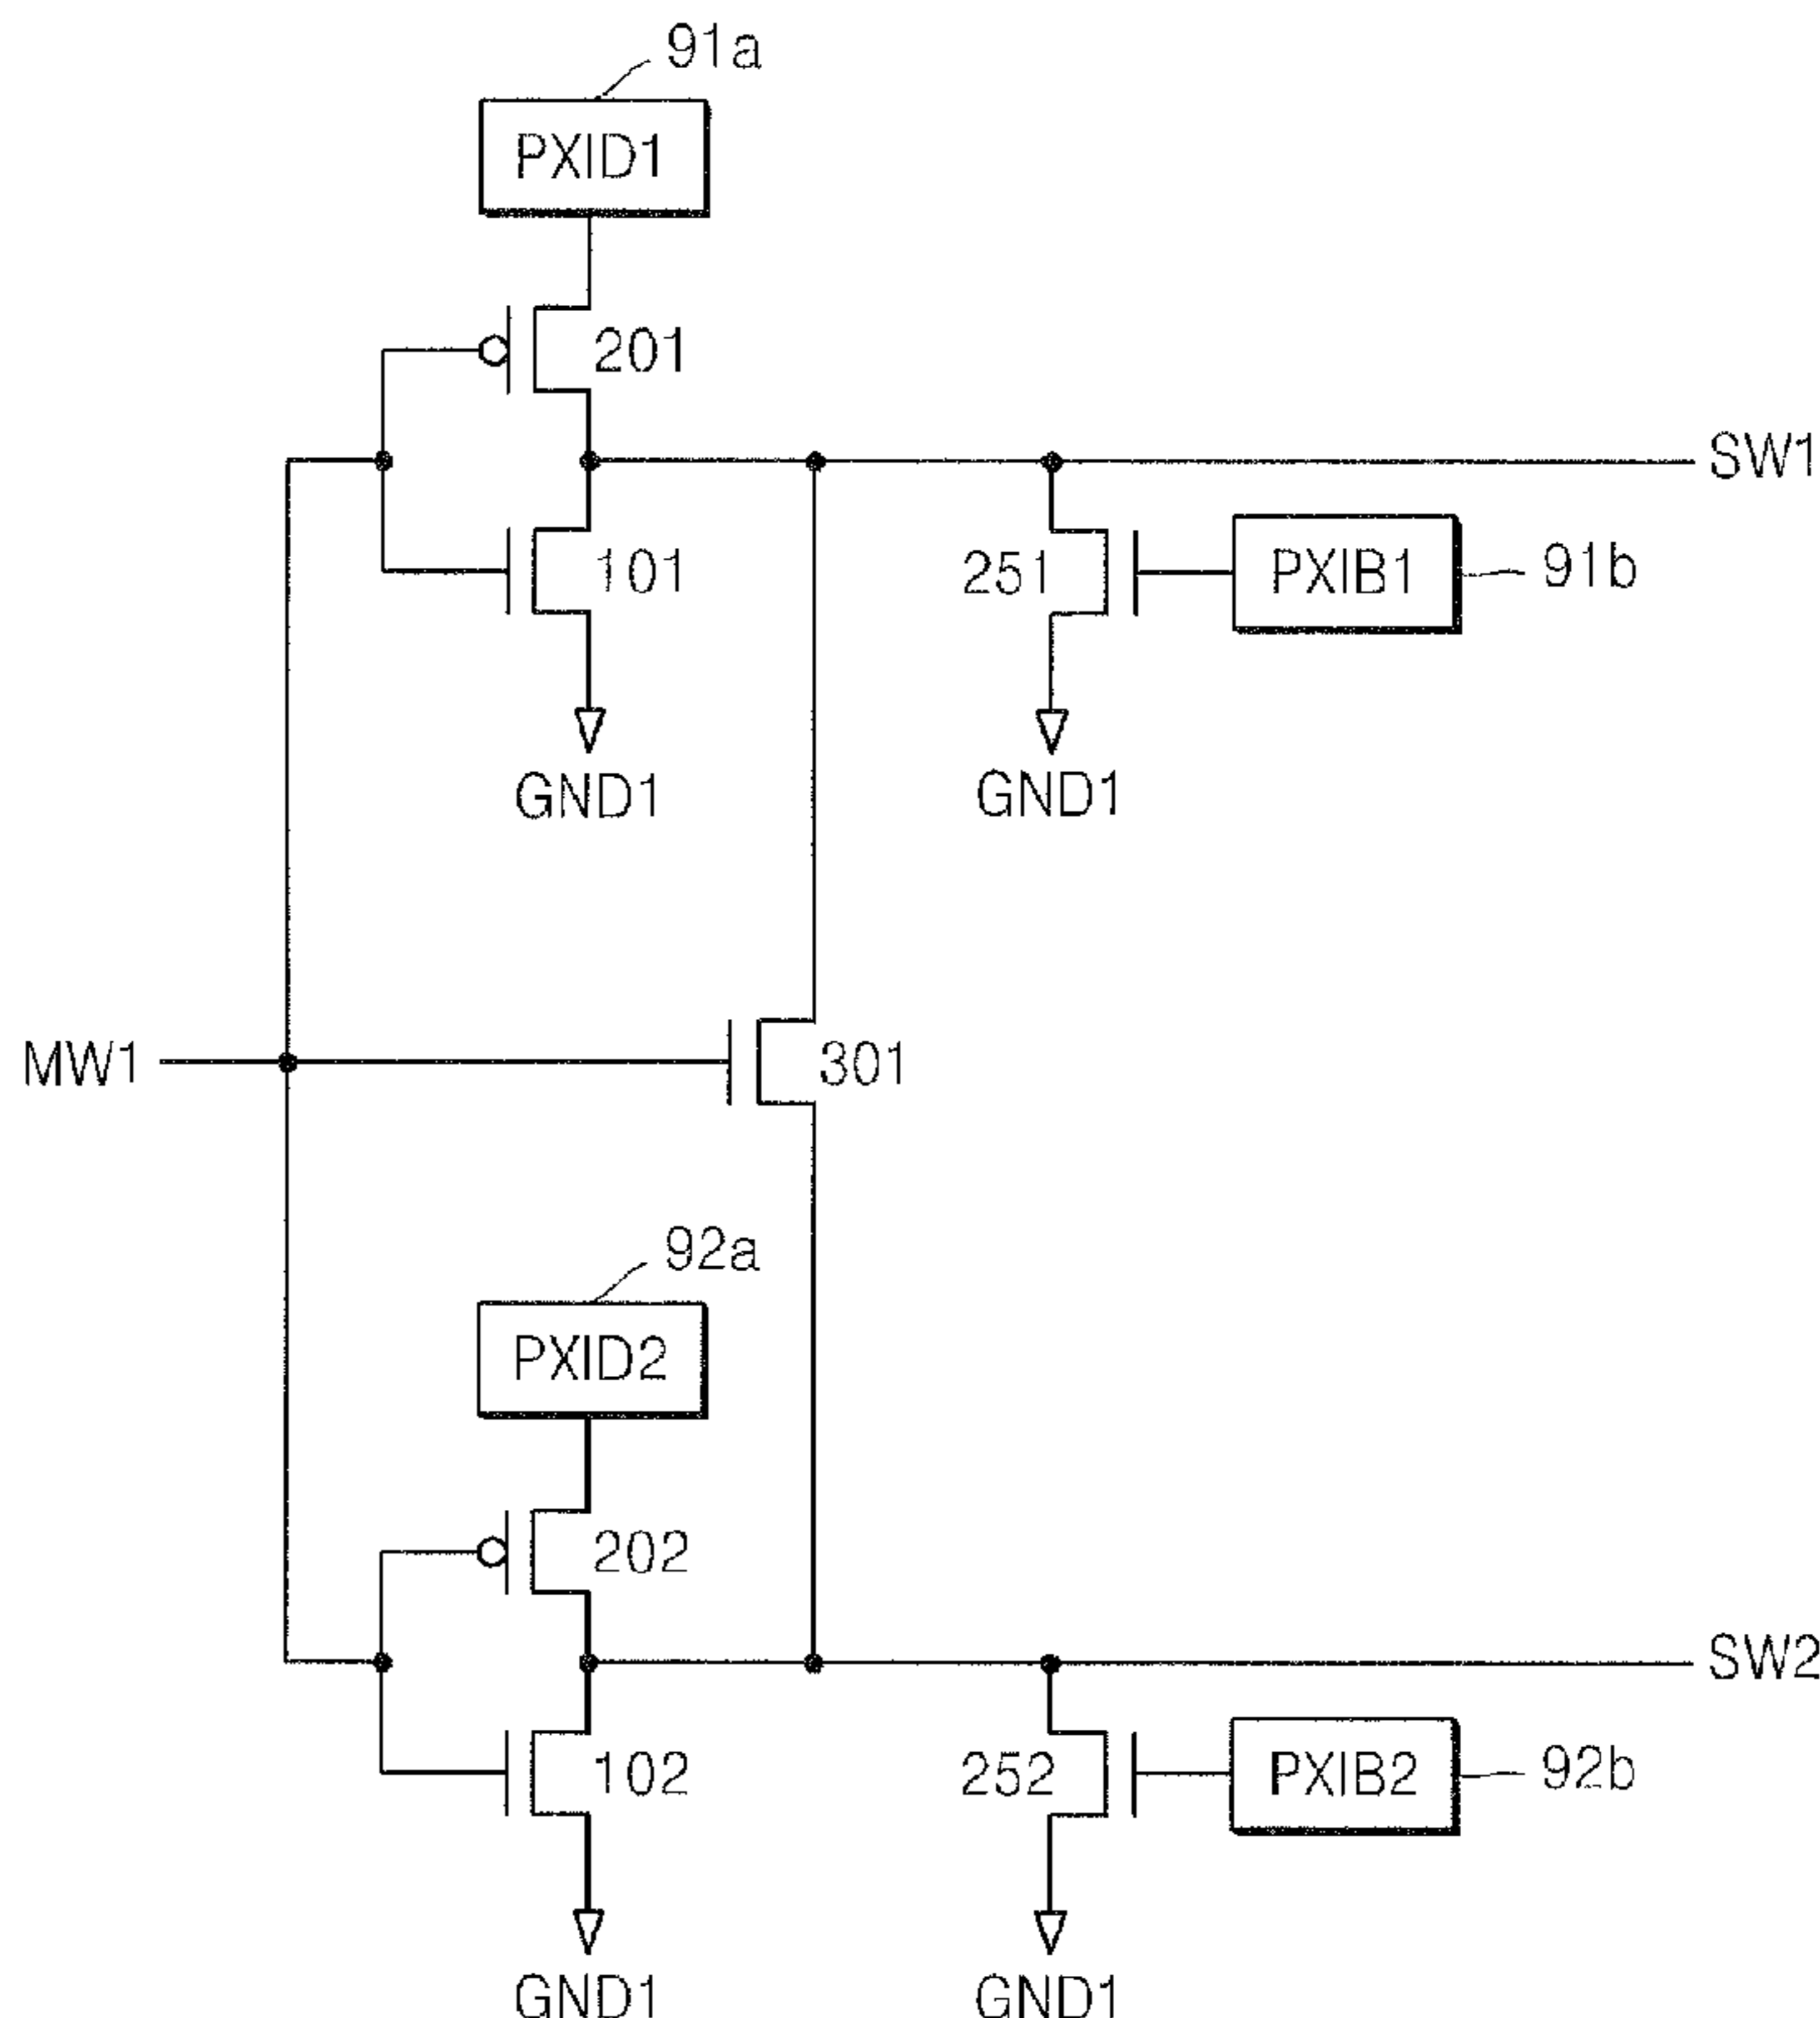 91a
PXID1
201
SW1
101
251
PXIB1
91b
GND1
GND1
MW1
301
92a
PXID2
202
SW2
102
252
PXIB2
92b
GND1
GND1